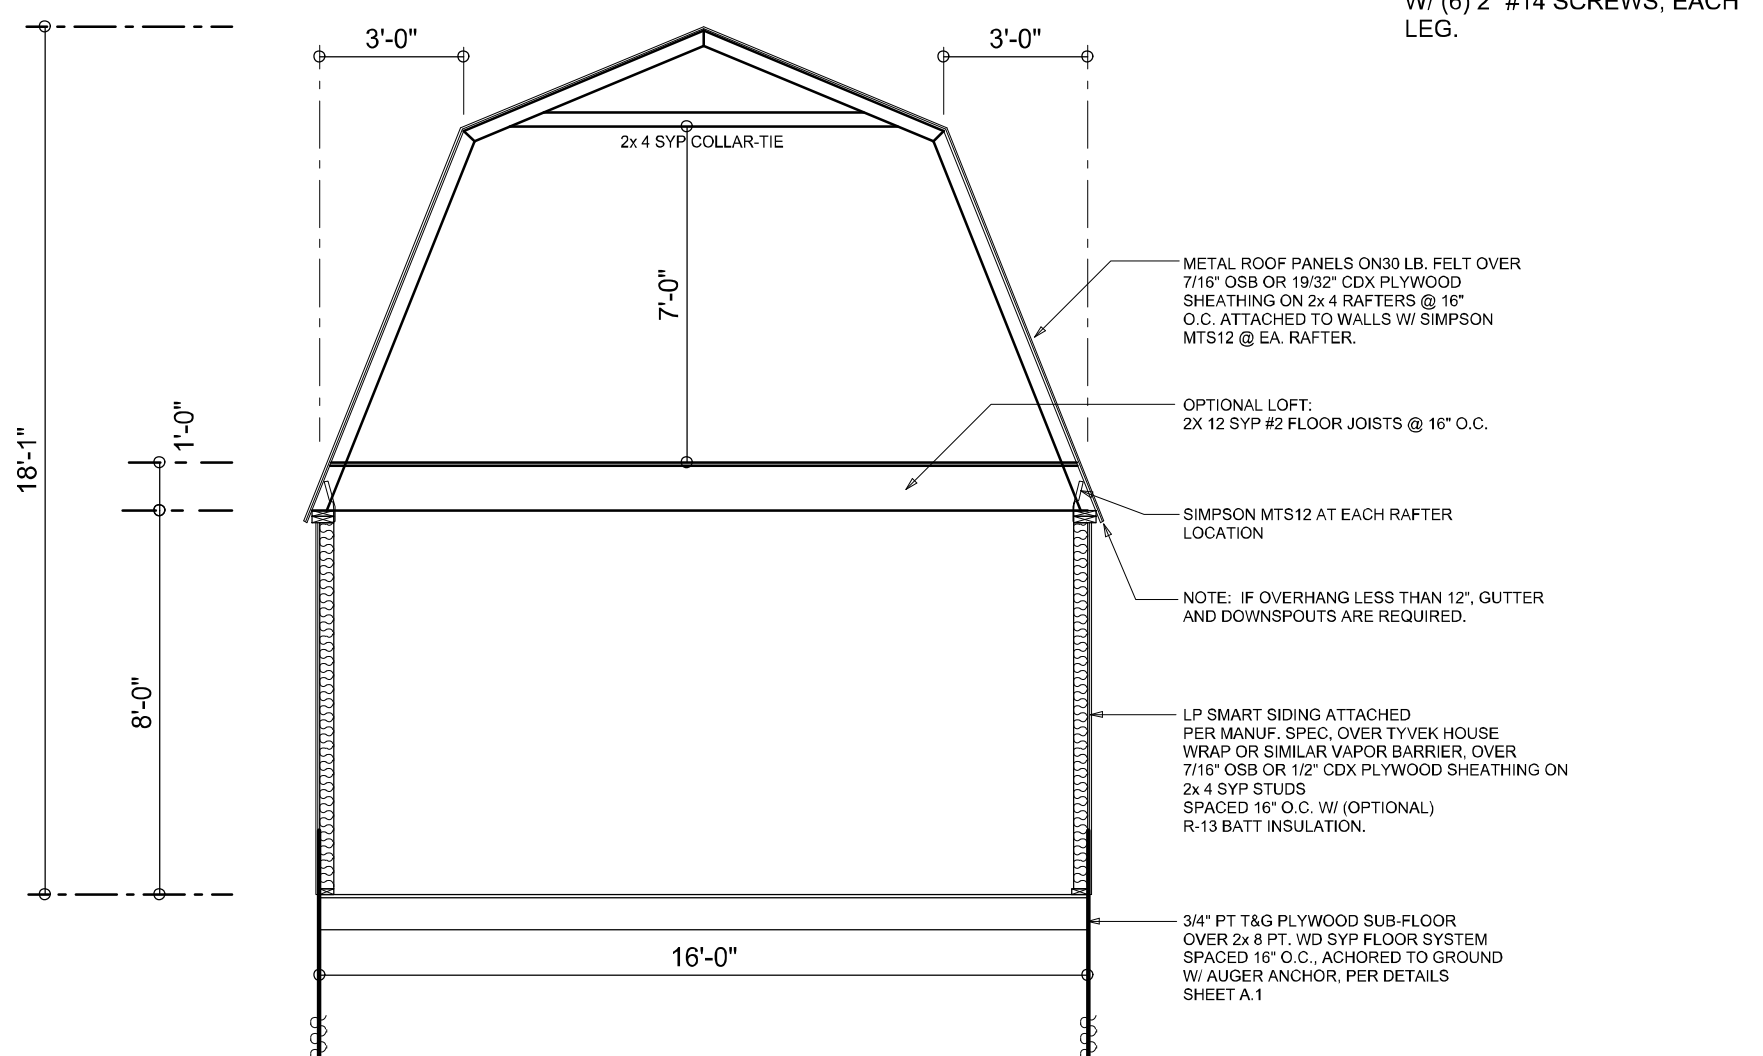 W/ (6) 2" #14 SCREWS, EACH
LEG.
3'-0"
3'-0"
2x 4 SYP COLLAR-TIE
7'-0"
18'-1"
1'-0"
8'-0"
16'-0"
METAL ROOF PANELS ON30 LB. FELT OVER
7/16" OSB OR 19/32" CDX PLYWOOD
SHEATHING ON 2x 4 RAFTERS @ 16"
O.C. ATTACHED TO WALLS W/ SIMPSON
MTS12 @ EA. RAFTER.
OPTIONAL LOFT:
2X 12 SYP #2 FLOOR JOISTS @ 16" O.C.
SIMPSON MTS12 AT EACH RAFTER
LOCATION
NOTE: IF OVERHANG LESS THAN 12", GUTTER
AND DOWNSPOUTS ARE REQUIRED.
LP SMART SIDING ATTACHED
PER MANUF. SPEC, OVER TYVEK HOUSE
WRAP OR SIMILAR VAPOR BARRIER, OVER
7/16" OSB OR 1/2" CDX PLYWOOD SHEATHING ON
2x 4 SYP STUDS
SPACED 16" O.C. W/ (OPTIONAL)
R-13 BATT INSULATION.
3/4" PT T&G PLYWOOD SUB-FLOOR
OVER 2x 8 PT. WD SYP FLOOR SYSTEM
SPACED 16" O.C., ACHORED TO GROUND
W/ AUGER ANCHOR, PER DETAILS
SHEET A.1